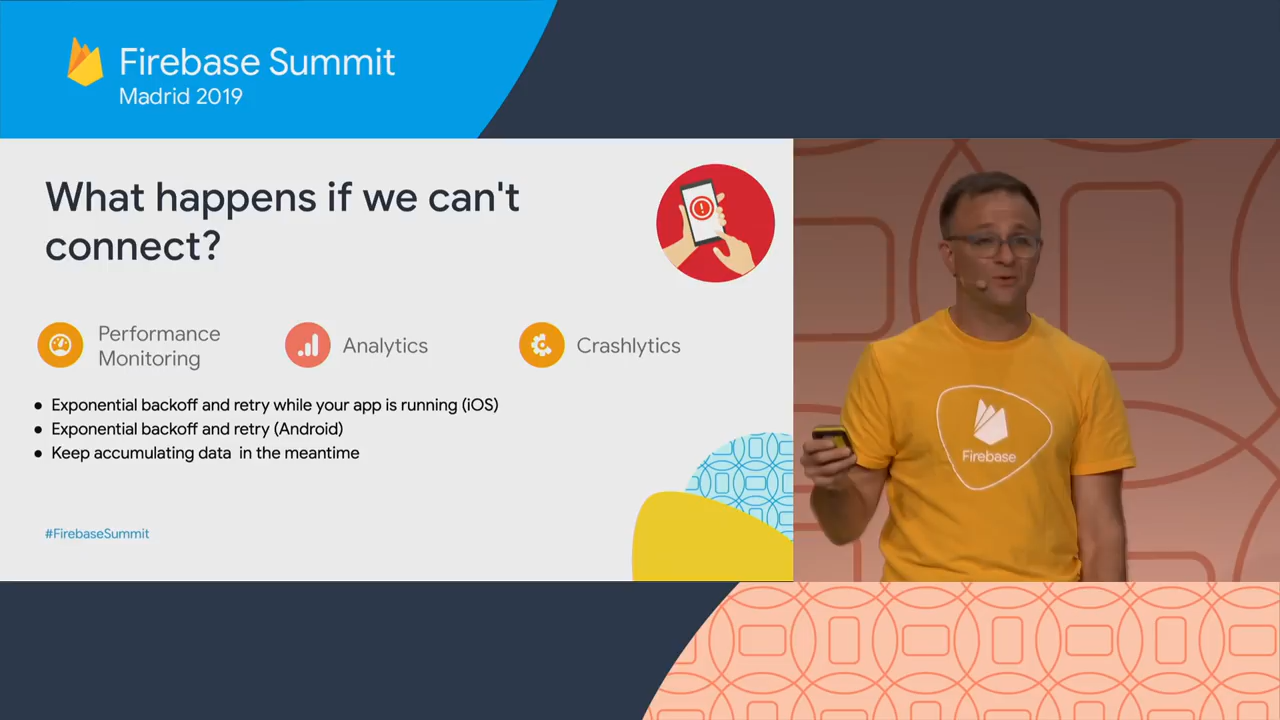 Firebase Summit
Madrid 2019
What happens if we can't
connect?
Performance
Monitoring
Analytics
Crashlytics
● Exponential backoff and retry while your app is running (iOS)
● Exponential backoff and retry (Android)
● Keep accumulating data in the meantime
#FirebaseSummit
Firebase